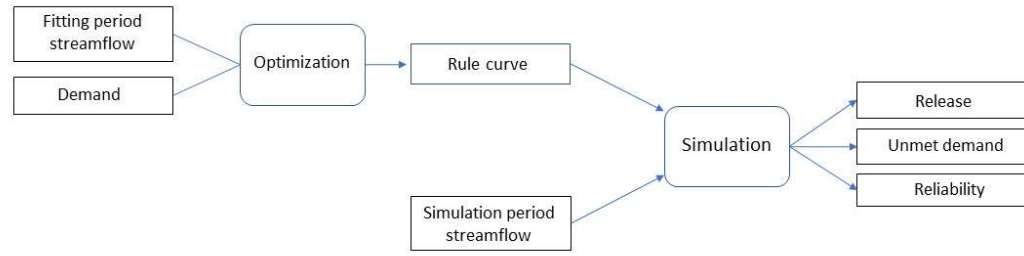 Fitting period
streamflow
Demand
Optimization
Rule curve
Simulation period
streamflow
Simulation
Release
Unmet demand
Reliability